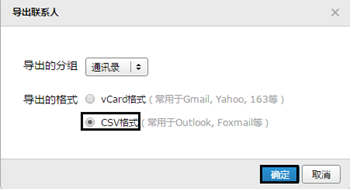 导出联系人
导出的分组 通讯录
导出的格式 vCard格式（常用于Gmail, Yahoo, 163等）
CSV格式（常用于Outlook, Foxmail等）
确定 取消